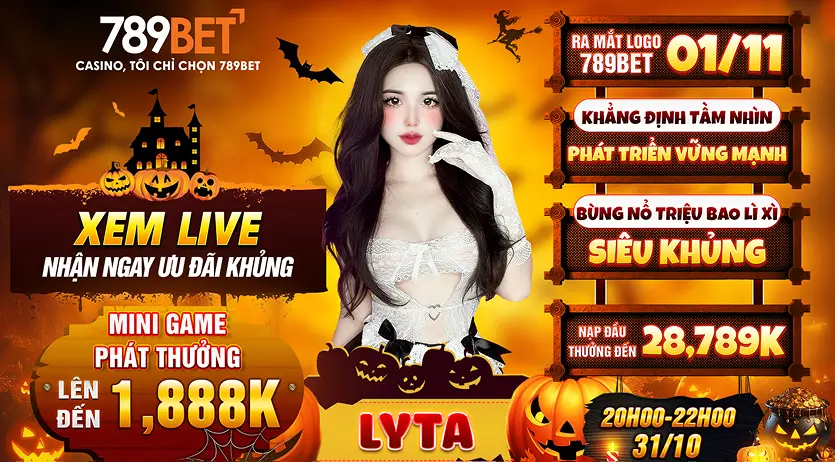 789BET
CASINO, TÔI CHỈ CHỌN 789BET
XEM LIVE
NHẬN NGAY ƯU ĐÃI KHỦNG
MINI GAME
PHÁT THƯỞNG
LÊN
ĐẾN
1,888K
LYTA
RA MẮT LOGO
789BET
01/11
KHẲNG ĐỊNH TẦM NHÌN
PHÁT TRIỂN VỮNG MẠNH
BÙNG NỔ TRIỆU BAO LÌ XÌ
SIÊU KHỦNG
NẠP ĐẦU
THƯỞNG ĐẾN
28,789K
20H00-22H00
31/10